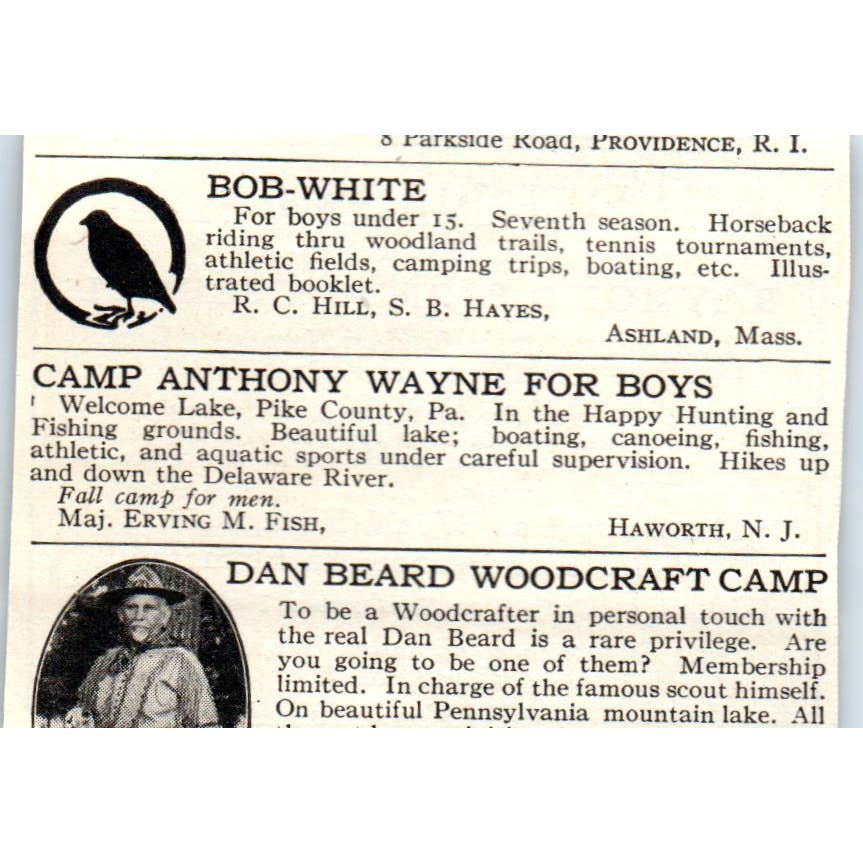 8 Parkside Road, PROVIDENCE, R. I.
BOB-WHITE
For boys under 15. Seventh season. Horseback
riding thru woodland trails, tennis tournaments,
athletic fields, camping trips, boating, etc. Illus-
trated booklet.
R. C. HILL, S. B. HAYES,
ASHLAND, Mass.
CAMP ANTHONY WAYNE FOR BOYS
Welcome Lake, Pike County, Pa. In the Happy Hunting and
Fishing grounds. Beautiful lake; boating, canoeing, fishing,
athletic, and aquatic sports under careful supervision. Hikes up
and down the Delaware River.
Fall camp for men.
Maj. ERVING M. FISH,
HAWORTH, N. J.
DAN BEARD WOODCRAFT CAMP
To be a Woodcrafter in personal touch with
the real Dan Beard is a rare privilege. Are
you going to be one of them? Membership
limited. In charge of the famous scout himself.
On beautiful Pennsylvania mountain lake. All